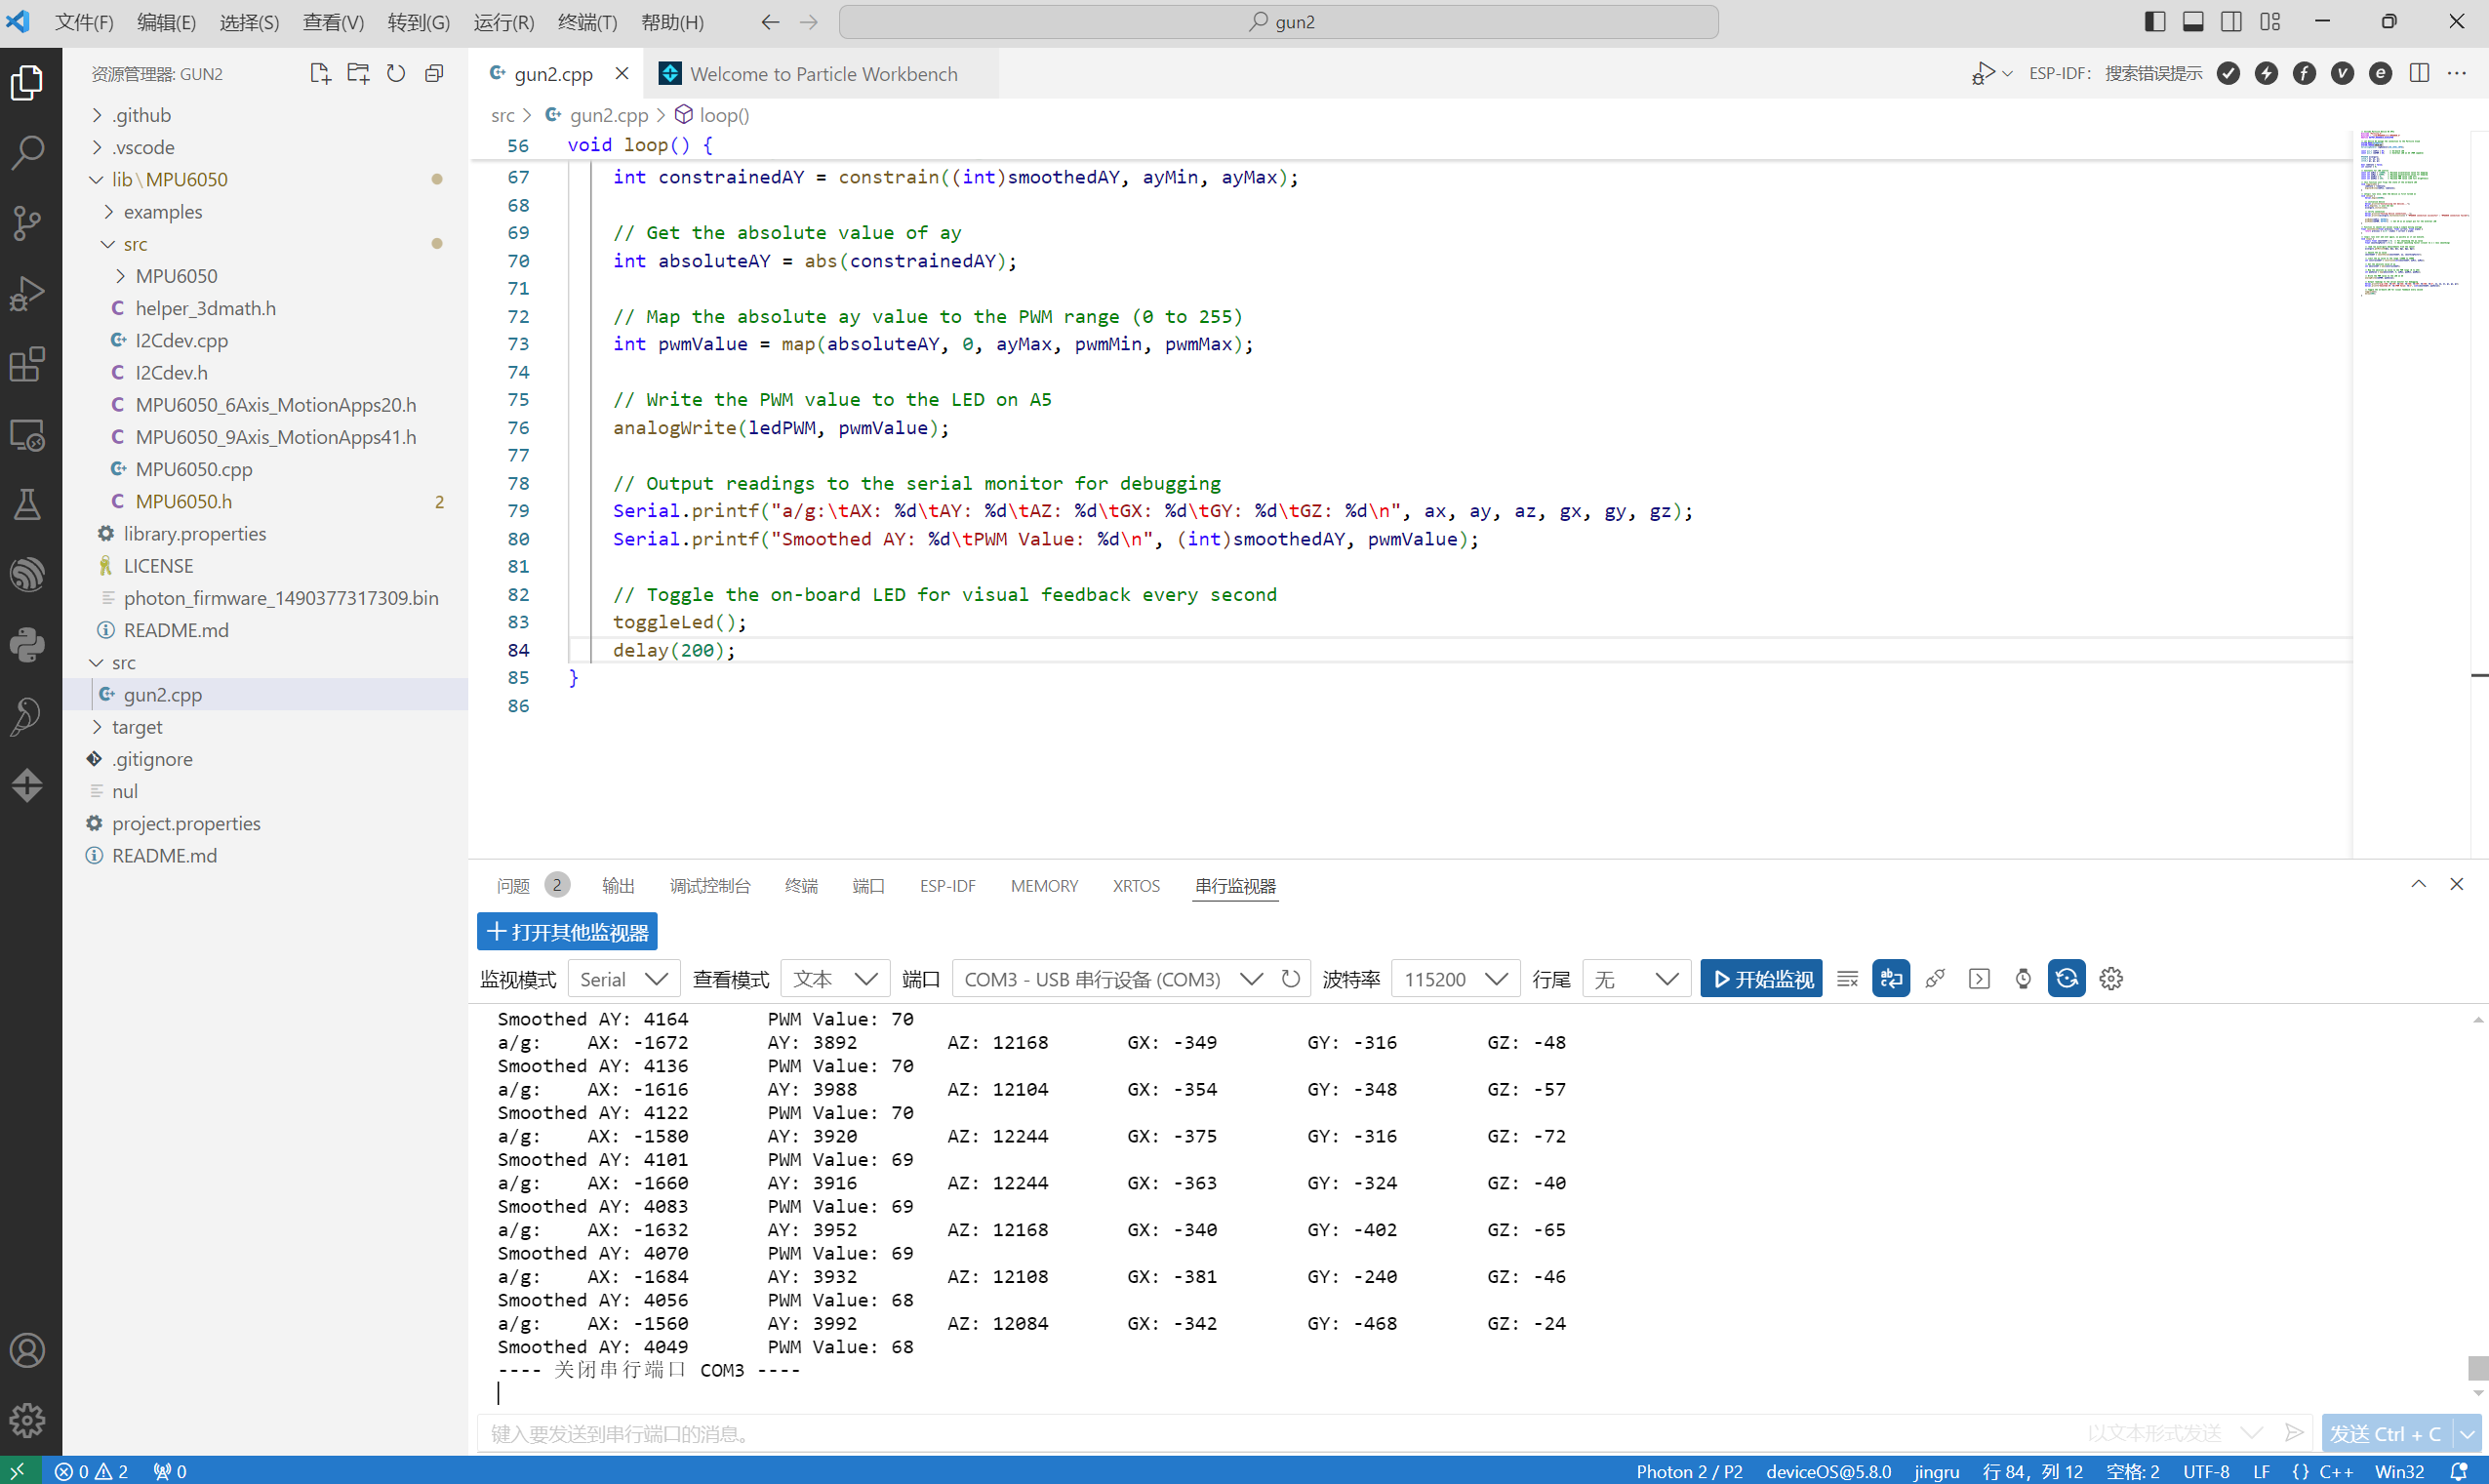 文件(F) 编辑(E) 选择(S) 查看(V) 转到(G) 运行(R) 终端(T) 帮助(H) gun2
资源管理器: GUN2
.github
.vscode
lib\MPU6050
examples
src
MPU6050
helper_3dmath.h
I2Cdev.cpp
I2Cdev.h
MPU6050_6Axis_MotionApps20.h
MPU6050_9Axis_MotionApps41.h
MPU6050.cpp
MPU6050.h 2
library.properties
LICENSE
photon_firmware_1490377317309.bin
README.md
src
gun2.cpp
target
.gitignore
nul
project.properties
README.md
gun2.cpp Welcome to Particle Workbench ESP-IDF: 搜索错误提示
src > gun2.cpp > loop()
56 void loop() {
67 int constrainedAY = constrain((int)smoothedAY, ayMin, ayMax);
68
69 // Get the absolute value of ay
70 int absoluteAY = abs(constrainedAY);
71
72 // Map the absolute ay value to the PWM range (0 to 255)
73 int pwmValue = map(absoluteAY, 0, ayMax, pwmMin, pwmMax);
74
75 // Write the PWM value to the LED on A5
76 analogWrite(ledPWM, pwmValue);
77
78 // Output readings to the serial monitor for debugging
79 Serial.printf("a/g:\tAX: %d\tAY: %d\tAZ: %d\tGX: %d\tGY: %d\tGZ: %d\n", ax, ay, az, gx, gy, gz);
80 Serial.printf("Smoothed AY: %d\tPWM Value: %d\n", (int)smoothedAY, pwmValue);
81
82 // Toggle the on-board LED for visual feedback every second
83 toggleLed();
84 delay(200);
85 }
86
问题 2 输出 调试控制台 终端 端口 ESP-IDF MEMORY XRTOS 串行监视器
打开其他监视器
监视模式 Serial 查看模式 文本 端口 COM3 - USB 串行设备 (COM3) 波特率 115200 行尾 无 开始监视
Smoothed AY: 4164 PWM Value: 70
a/g: AX: -1672 AY: 3892 AZ: 12168 GX: -349 GY: -316 GZ: -48
Smoothed AY: 4136 PWM Value: 70
a/g: AX: -1616 AY: 3988 AZ: 12104 GX: -354 GY: -348 GZ: -57
Smoothed AY: 4122 PWM Value: 70
a/g: AX: -1580 AY: 3920 AZ: 12244 GX: -375 GY: -316 GZ: -72
Smoothed AY: 4101 PWM Value: 69
a/g: AX: -1660 AY: 3916 AZ: 12244 GX: -363 GY: -324 GZ: -40
Smoothed AY: 4083 PWM Value: 69
a/g: AX: -1632 AY: 3952 AZ: 12168 GX: -340 GY: -402 GZ: -65
Smoothed AY: 4070 PWM Value: 69
a/g: AX: -1684 AY: 3932 AZ: 12108 GX: -381 GY: -240 GZ: -46
Smoothed AY: 4056 PWM Value: 68
a/g: AX: -1560 AY: 3992 AZ: 12084 GX: -342 GY: -468 GZ: -24
Smoothed AY: 4049 PWM Value: 68
---- 关闭串行端口 COM3 ----
键入要发送到串行端口的消息。 以文本形式发送 发送 Ctrl + C
0 2 0 Photon 2 / P2 deviceOS@5.8.0 jingru 行 84, 列 12 空格: 2 UTF-8 LF {} C++ Win32